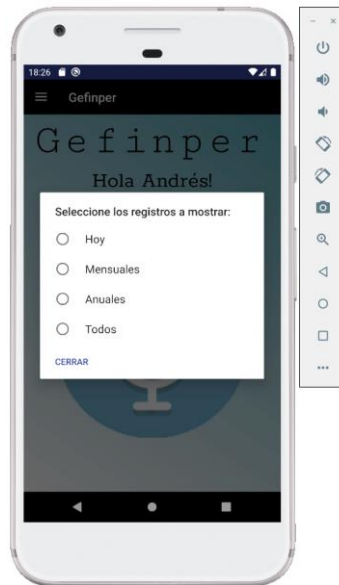 18:26
Gefinper
Gefinper
Hola Andrés!
Seleccione los registros a mostrar:
Hoy
Mensuales
Anuales
Todos
CERRAR